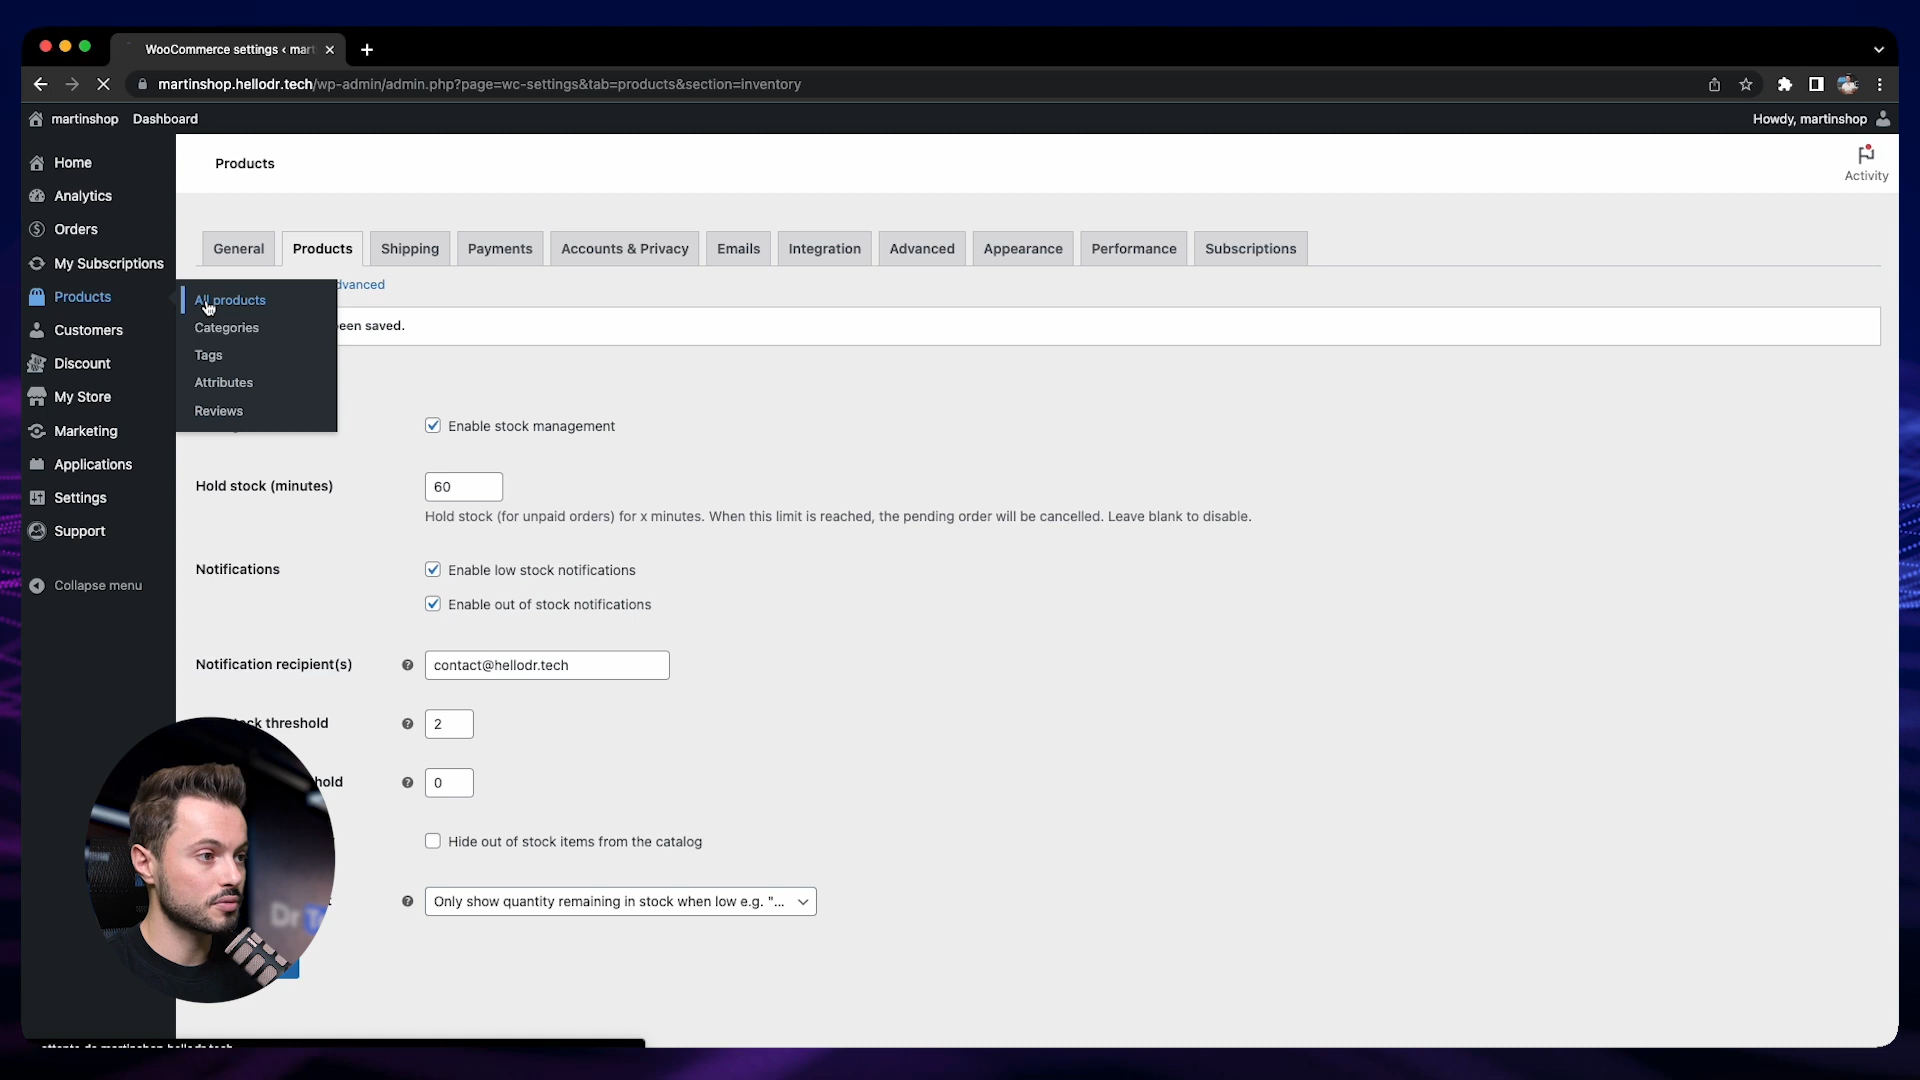 WooCommerce settings ‹ mart
martinshop.hellodr.tech/wp-admin/admin.php?page=wc-settings&tab=products&section=inventory
martinshop Dashboard
Howdy, martinshop
Home
Analytics
Orders
My Subscriptions
Products
Customers
Discount
My Store
Marketing
Applications
Settings
Support
Collapse menu
Products
Activity
General Products Shipping Payments Accounts & Privacy Emails Integration Advanced Appearance Performance Subscriptions
All products
Categories
Tags
Attributes
Reviews
dvanced
been saved.
Enable stock management
Hold stock (minutes)
60
Hold stock (for unpaid orders) for x minutes. When this limit is reached, the pending order will be cancelled. Leave blank to disable.
Notifications
Enable low stock notifications
Enable out of stock notifications
Notification recipient(s)
contact@hellodr.tech
threshold
2
0
Hide out of stock items from the catalog
Only show quantity remaining in stock when low e.g. "...
Dr